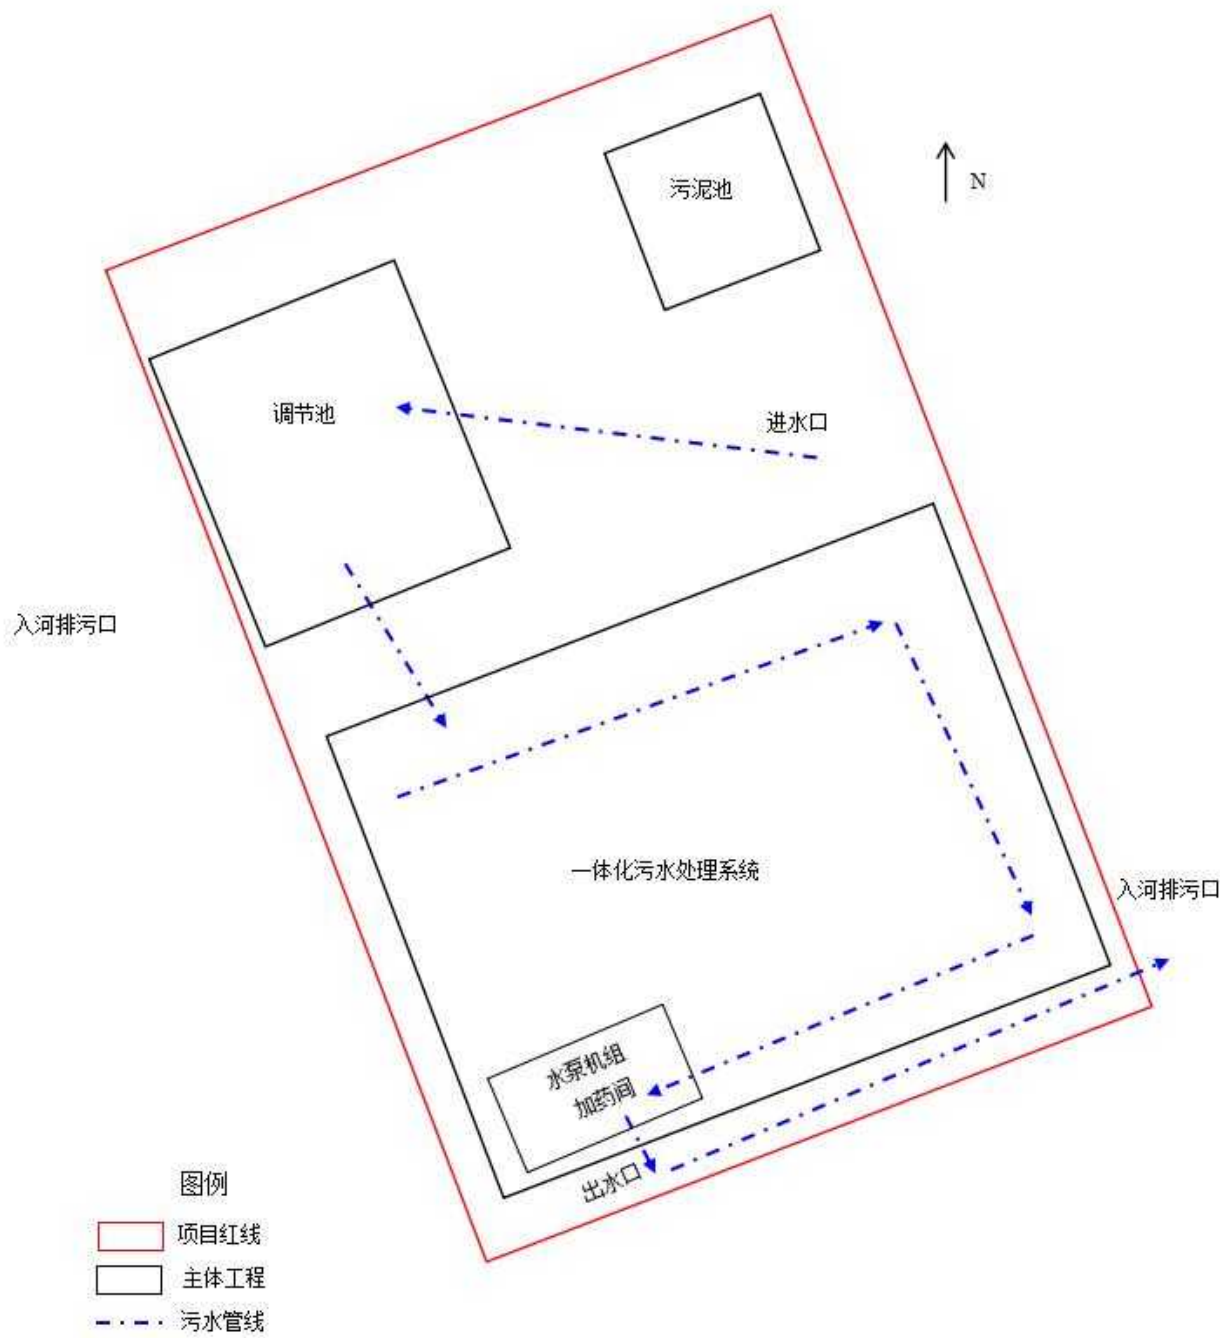 污泥池
N
调节池
进水口
入河排污口
一体化污水处理系统
入河排污口
水泵机组
加药间
出水口
图例
项目红线
主体工程
污水管线